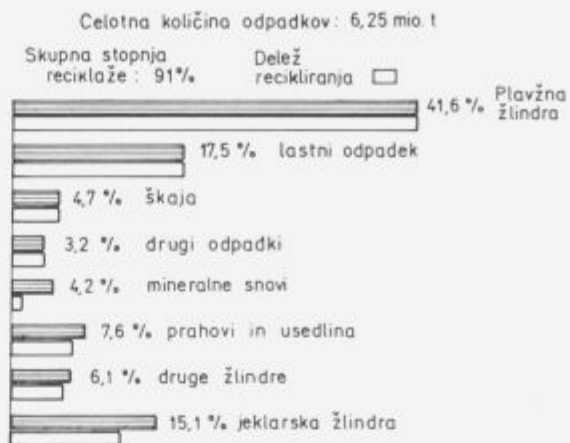 Celotna količina odpadkov: 6,25 mio. t
Skupna stopnja
reciklaže: 91%
Delež
recikliranja
41,6 % Plavžna
žlindra
17,5 % lastni odpadek
4,7 % škaja
3,2 % drugi odpadki
4,2 % mineralne snovi
7,6 % prahovi in usedlina
6,1 % druge žlindre
15,1 % jeklarska žlindra